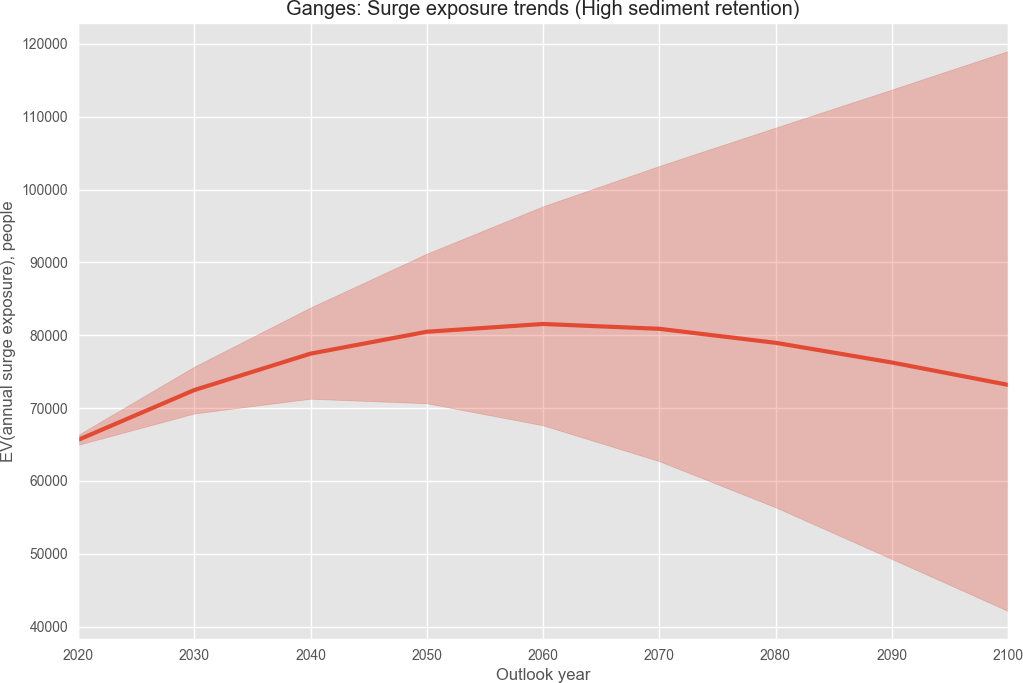 Ganges: Surge exposure trends (High sediment retention)
EV(annual surge exposure), people
120000
110000
100000
90000
80000
70000
60000
50000
40000
2020 2030 2040 2050 2060 2070 2080 2090 2100
Outlook year